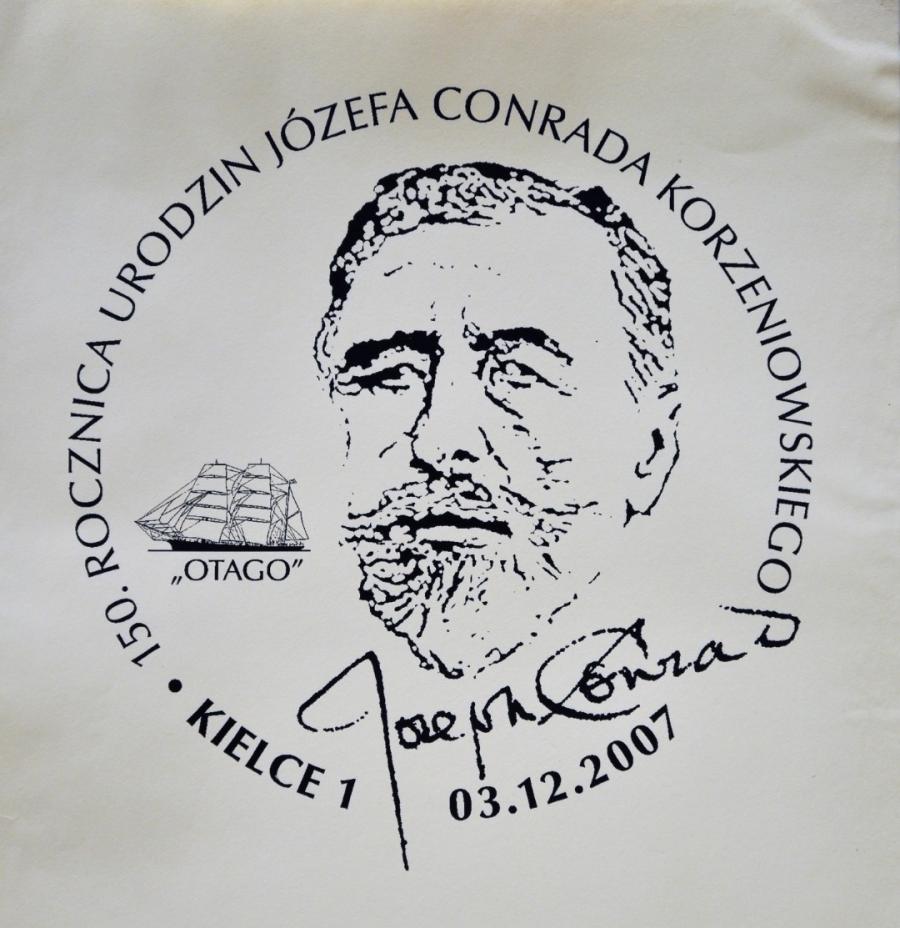 150. ROCZNICA URODZIN JÓZEFA CONRADA KORZENIOWSKIEGO
„OTAGO”
Joseph Conrad
• KIELCE 1
03.12.2007